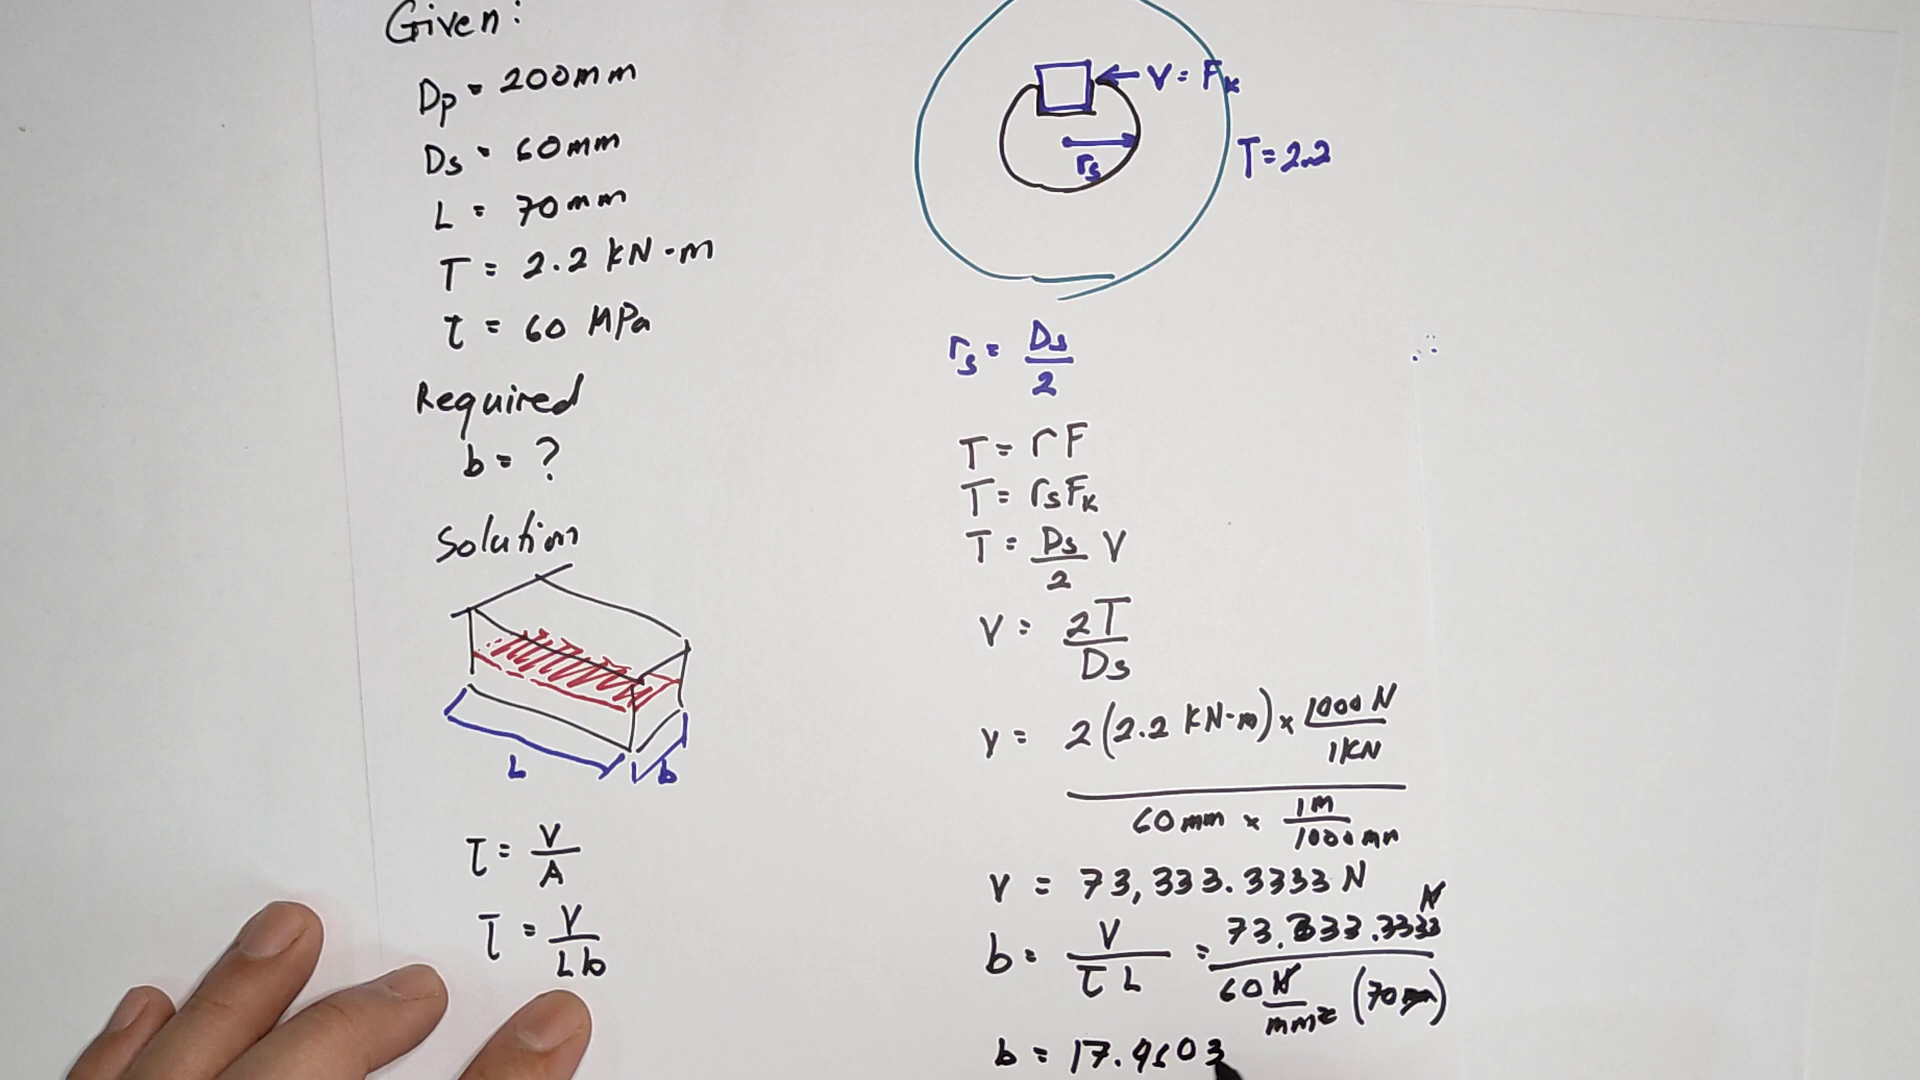 Given:
Dp = 200mm
Ds = 60mm
L = 70mm
T = 2.2 kN-m
τ = 60 MPa
Required
b = ?
Solution
L
b
τ = V/A
τ = V/Lb
V = Fk
rs
T = 2.2
rs = Ds/2
T = rF
T = rsFk
T = Ds/2 V
V = 2T/Ds
V = 2(2.2 kN-m) x 1000N/1kN
60mm x 1m/1000mm
V = 73,333.3333 N
b = V/τL = 73,333.3333 N/60 N/mm² (70mm)
b = 17.4603